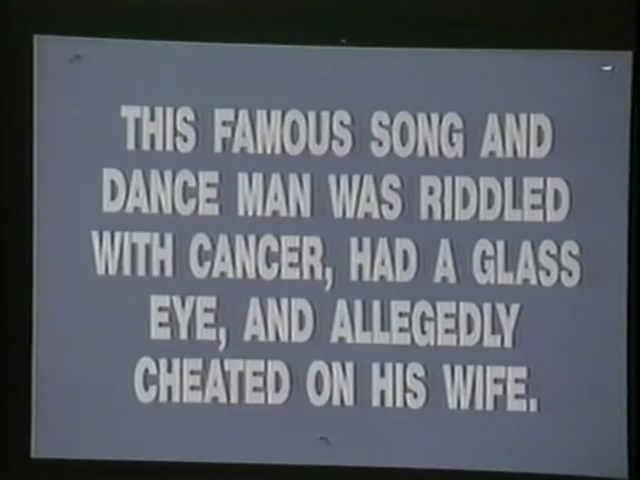 THIS FAMOUS SONG AND
DANCE MAN WAS RIDDLED
WITH CANCER, HAD A GLASS
EYE, AND ALLEGEDLY
CHEATED ON HIS WIFE.